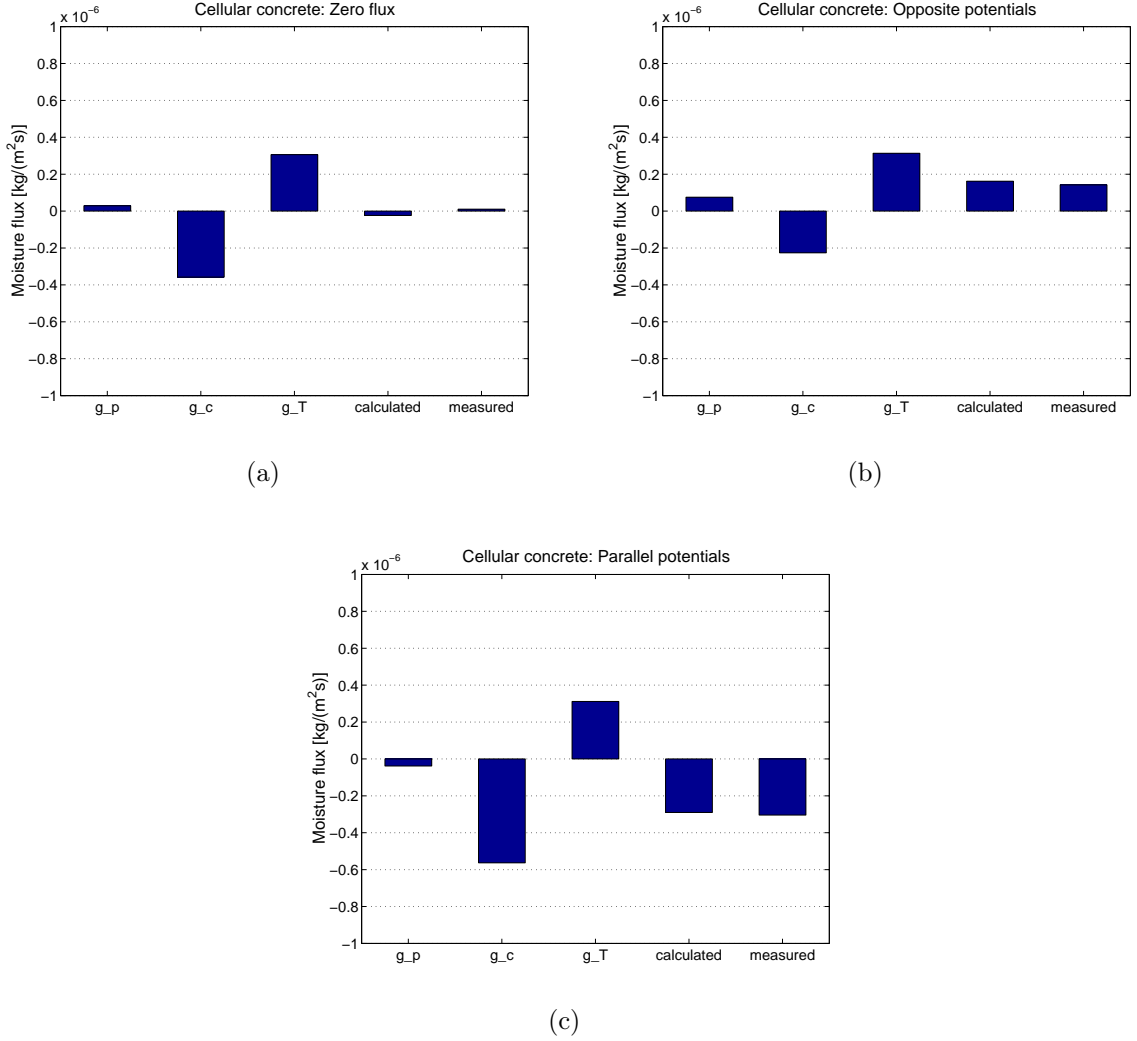 Cellular concrete: Zero flux
x 10⁻⁶
1
0.8
0.6
0.4
0.2
0
−0.2
−0.4
−0.6
−0.8
−1
Moisture flux [kg/(m²s)]
g_p g_c g_T calculated measured
(a)
Cellular concrete: Opposite potentials
x 10⁻⁶
1
0.8
0.6
0.4
0.2
0
−0.2
−0.4
−0.6
−0.8
−1
Moisture flux [kg/(m²s)]
g_p g_c g_T calculated measured
(b)
Cellular concrete: Parallel potentials
x 10⁻⁶
1
0.8
0.6
0.4
0.2
0
−0.2
−0.4
−0.6
−0.8
−1
Moisture flux [kg/(m²s)]
g_p g_c g_T calculated measured
(c)